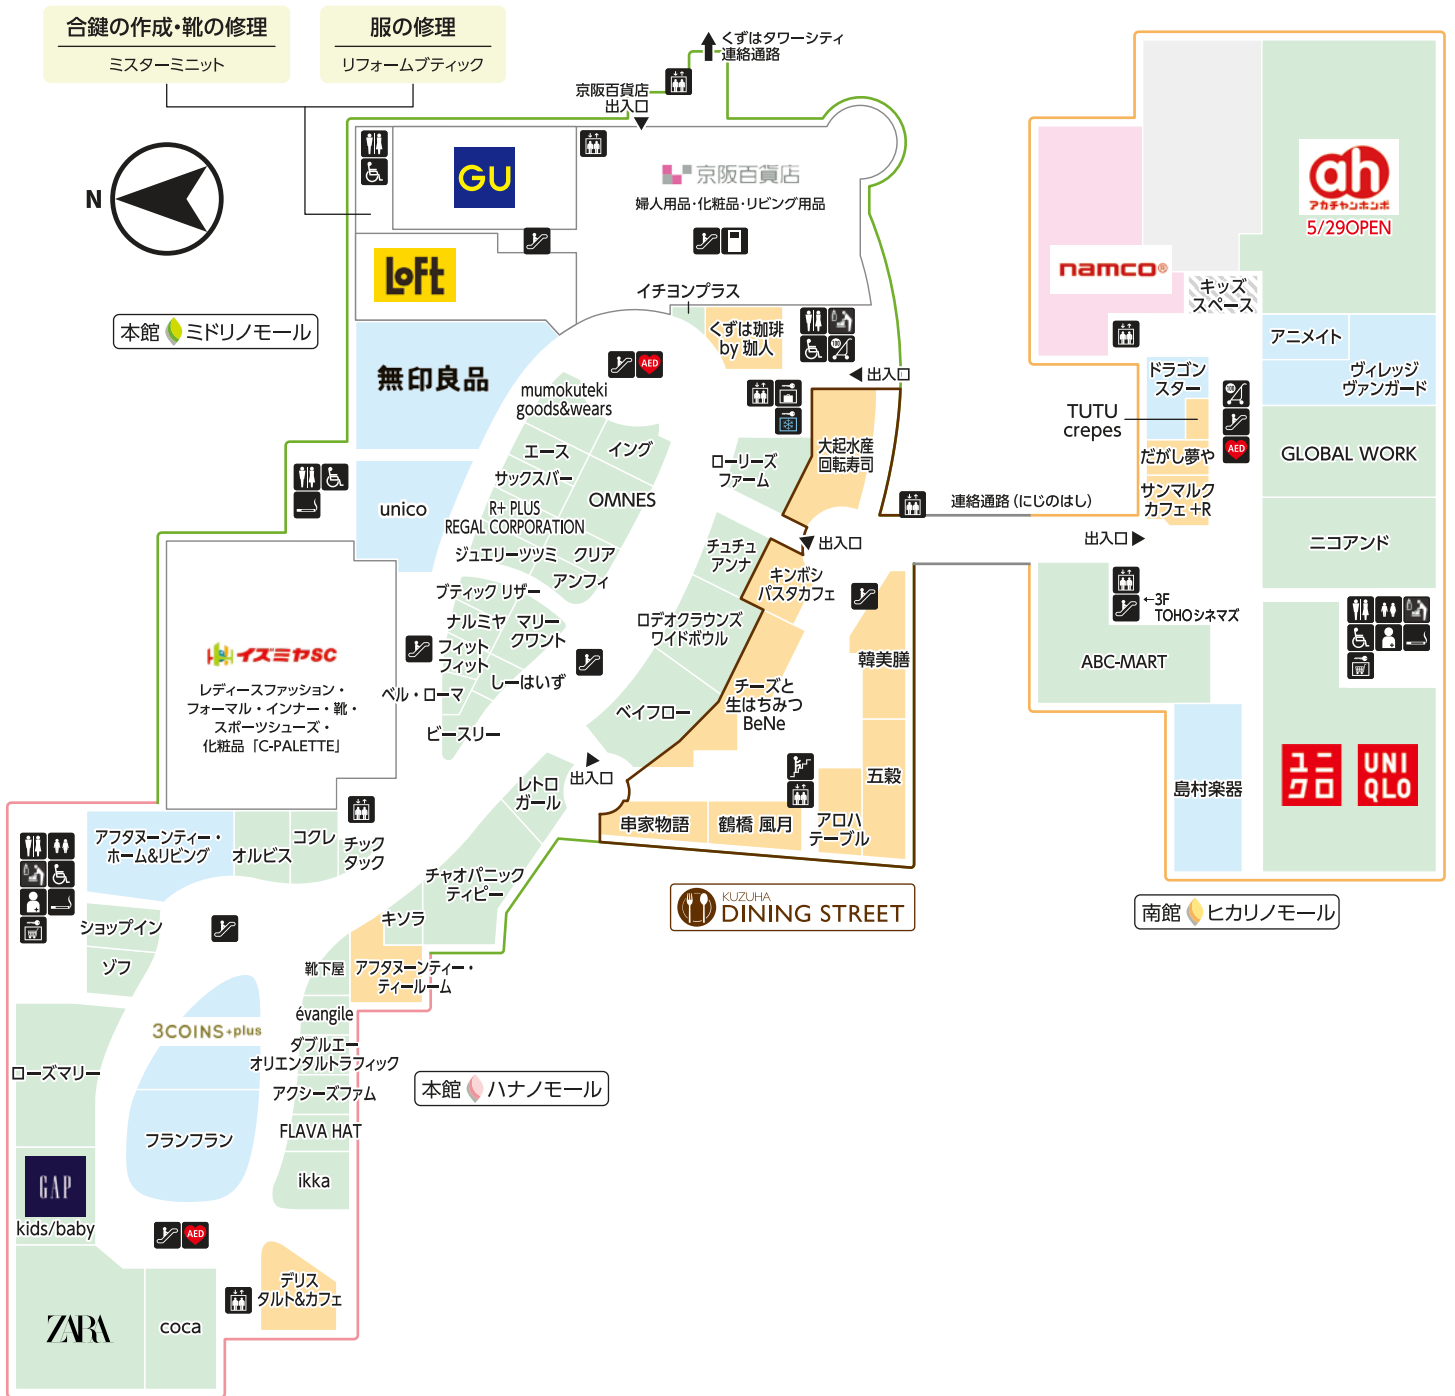 合鍵の作成・靴の修理
ミスターミニット
服の修理
リフォームブティック
くずはタワーシティ
連絡通路
京阪百貨店
出入口
N
GU
京阪百貨店
婦人用品・化粧品・リビング用品
LOFT
イチヨンプラス
くずは珈琲
by 珈人
本館 ミドリノモール
無印良品
AED
出入口
mumokuteki
goods&wears
エース
イング
サックスバー
OMNES
unico
R+ PLUS
REGAL CORPORATION
ジュエリーツツミ
クリア
アンフィ
ローリーズ
ファーム
大起水産
回転寿司
チュチュ
アンナ
出入口
キンボシ
パスタカフェ
ブティック リザー
ナルミヤ
マリー
クワント
フィット
フィット
しーはいず
ベル・ローマ
ビースリー
ロデオクラウンズ
ワイドボウル
韓美膳
チーズと
生はちみつ
BeNe
ベイフロー
イズミヤSC
レディースファッション・
フォーマル・インナー・靴・
スポーツシューズ・
化粧品「C-PALETTE」
出入口
レトロ
ガール
五穀
串家物語
鶴橋 風月
アロハ
テーブル
KUZUHA
DINING STREET
アフタヌーンティー・
ホーム&リビング
オルビス
コクレ
チック
タック
チャオパニック
ティピー
キソラ
ショップイン
ゾフ
靴下屋
アフタヌーンティー・
ティールーム
évangile
3COINS+plus
ダブルエー
オリエンタルトラフィック
ローズマリー
アクシーズファム
本館 ハナノモール
フランフラン
FLAVA HAT
ikka
GAP
kids/baby
AED
デリス
タルト&カフェ
ZARA
coca
ah
アカチャンホンポ
5/29OPEN
namco®
キッズ
スペース
アニメイト
ヴィレッジ
ヴァンガード
ドラゴン
スター
TUTU
crepes
AED
だがし夢や
サンマルク
カフェ +R
GLOBAL WORK
連絡通路(にじのはし)
出入口
ニコアンド
←3F
TOHOシネマズ
ABC-MART
島村楽器
ユニクロ
UNIQLO
南館 ヒカリノモール